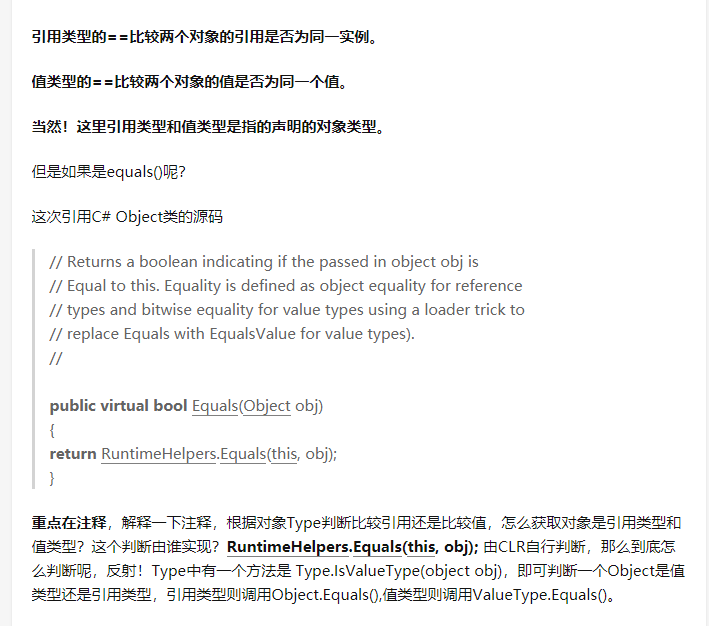 引用类型的==比较两个对象的引用是否为同一实例。
值类型的==比较两个对象的值是否为同一个值。
当然！这里引用类型和值类型是指的声明的对象类型。
但是如果是equals()呢?
这次引用C# Object类的源码
// Returns a boolean indicating if the passed in object obj is
// Equal to this. Equality is defined as object equality for reference
// types and bitwise equality for value types using a loader trick to
// replace Equals with EqualsValue for value types).
//
public virtual bool Equals(Object obj)
{
return RuntimeHelpers.Equals(this, obj);
}
重点在注释，解释一下注释，根据对象Type判断比较引用还是比较值，怎么获取对象是引用类型和
值类型？这个判断由谁实现？RuntimeHelpers.Equals(this, obj); 由CLR自行判断，那么到底怎
么判断呢，反射！Type中有一个方法是 Type.IsValueType(object obj)，即可判断一个Object是值
类型还是引用类型，引用类型则调用Object.Equals(),值类型则调用ValueType.Equals()。